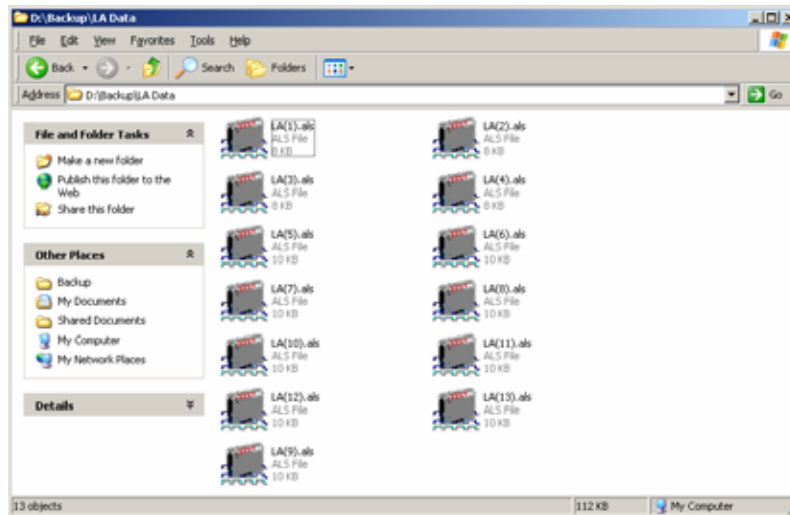 D:\Backup\LA Data
File Edit View Favorites Tools Help
Back Search Folders
Address D:\Backup\LA Data Go
File and Folder Tasks
Make a new folder
Publish this folder to the
Web
Share this folder
Other Places
Backup
My Documents
Shared Documents
My Computer
My Network Places
Details
LA(1).als
ALS File
8 KB
LA(2).als
ALS File
8 KB
LA(3).als
ALS File
8 KB
LA(4).als
ALS File
8 KB
LA(5).als
ALS File
10 KB
LA(6).als
ALS File
10 KB
LA(7).als
ALS File
10 KB
LA(8).als
ALS File
10 KB
LA(10).als
ALS File
10 KB
LA(11).als
ALS File
10 KB
LA(12).als
ALS File
10 KB
LA(13).als
ALS File
10 KB
LA(9).als
ALS File
10 KB
13 objects 112 KB My Computer